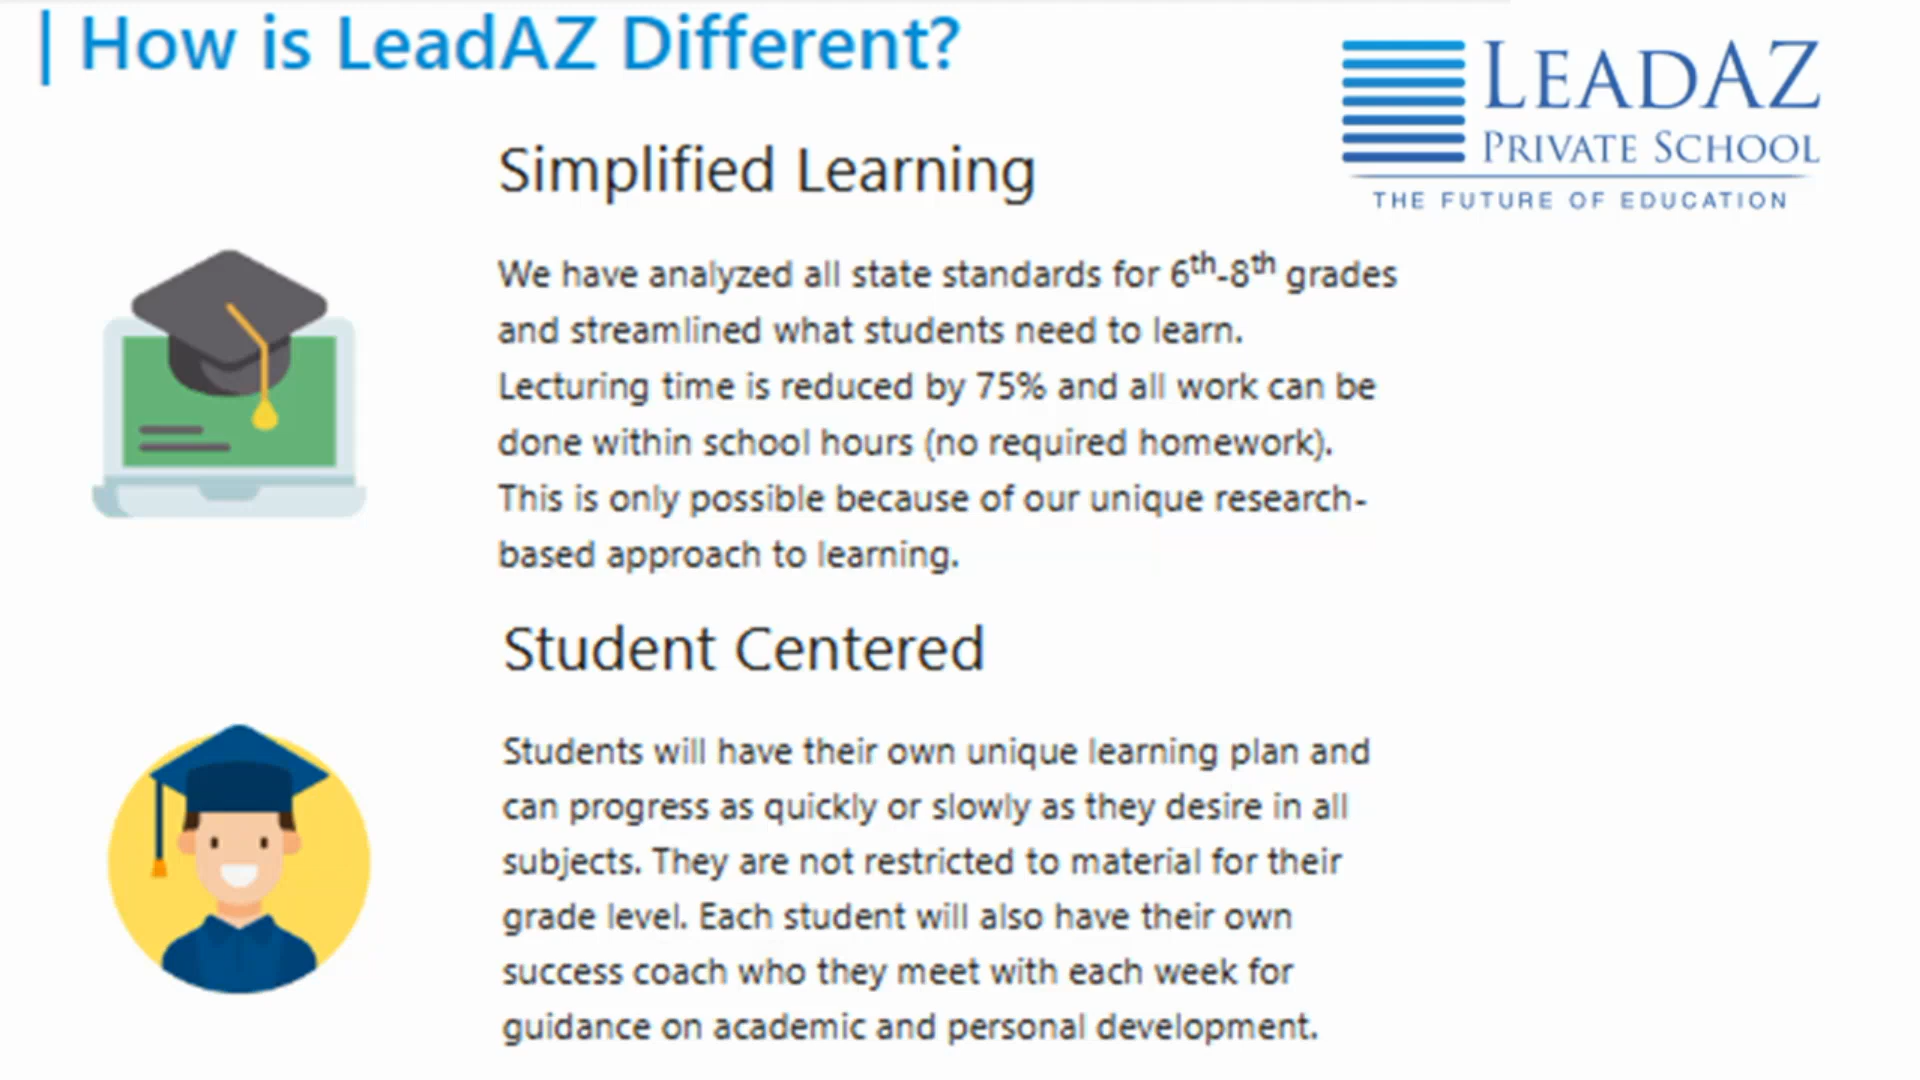 | How is LeadAZ Different?
LEADAZ
PRIVATE SCHOOL
THE FUTURE OF EDUCATION
Simplified Learning
We have analyzed all state standards for 6th-8th grades
and streamlined what students need to learn.
Lecturing time is reduced by 75% and all work can be
done within school hours (no required homework).
This is only possible because of our unique research-
based approach to learning.
Student Centered
Students will have their own unique learning plan and
can progress as quickly or slowly as they desire in all
subjects. They are not restricted to material for their
grade level. Each student will also have their own
success coach who they meet with each week for
guidance on academic and personal development.